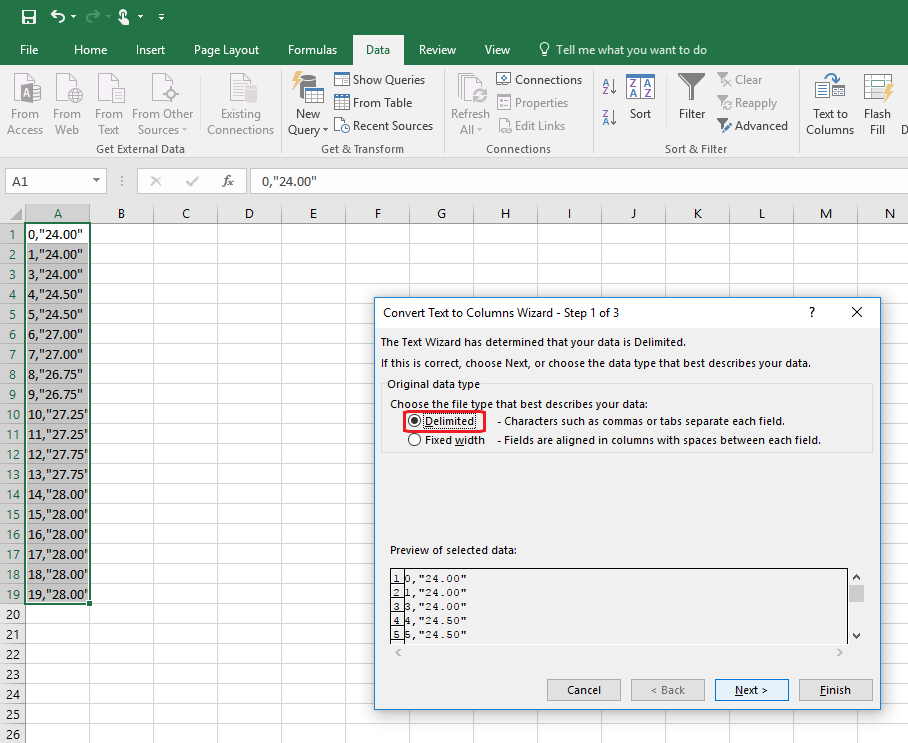 File Home Insert Page Layout Formulas Data Review View Tell me what you want to do
From Access
From Web
From Text
From Other Sources
Existing Connections
Get External Data
New Query
Show Queries
From Table
Recent Sources
Get & Transform
Refresh All
Connections
Properties
Edit Links
Connections
Sort
Filter
Clear
Reapply
Advanced
Sort & Filter
Text to Columns
Flash Fill
A1 fx 0,"24.00"
A B C D E F G H I J K L M N
1 0,"24.00"
2 1,"24.00"
3 3,"24.00"
4 4,"24.50"
5 5,"24.50"
6 6,"27.00"
7 7,"27.00"
8 8,"26.75"
9 9,"26.75"
10 10,"27.25"
11 11,"27.25"
12 12,"27.75"
13 13,"27.75"
14 14,"28.00"
15 15,"28.00"
16 16,"28.00"
17 17,"28.00"
18 18,"28.00"
19 19,"28.00"
20
21
22
23
24
25
26
Convert Text to Columns Wizard - Step 1 of 3 ?
The Text Wizard has determined that your data is Delimited.
If this is correct, choose Next, or choose the data type that best describes your data.
Original data type
Choose the file type that best describes your data:
Delimited - Characters such as commas or tabs separate each field.
Fixed width - Fields are aligned in columns with spaces between each field.
Preview of selected data:
1 0,"24.00"
2 1,"24.00"
3 3,"24.00"
4 4,"24.50"
5 5,"24.50"
Cancel < Back Next > Finish